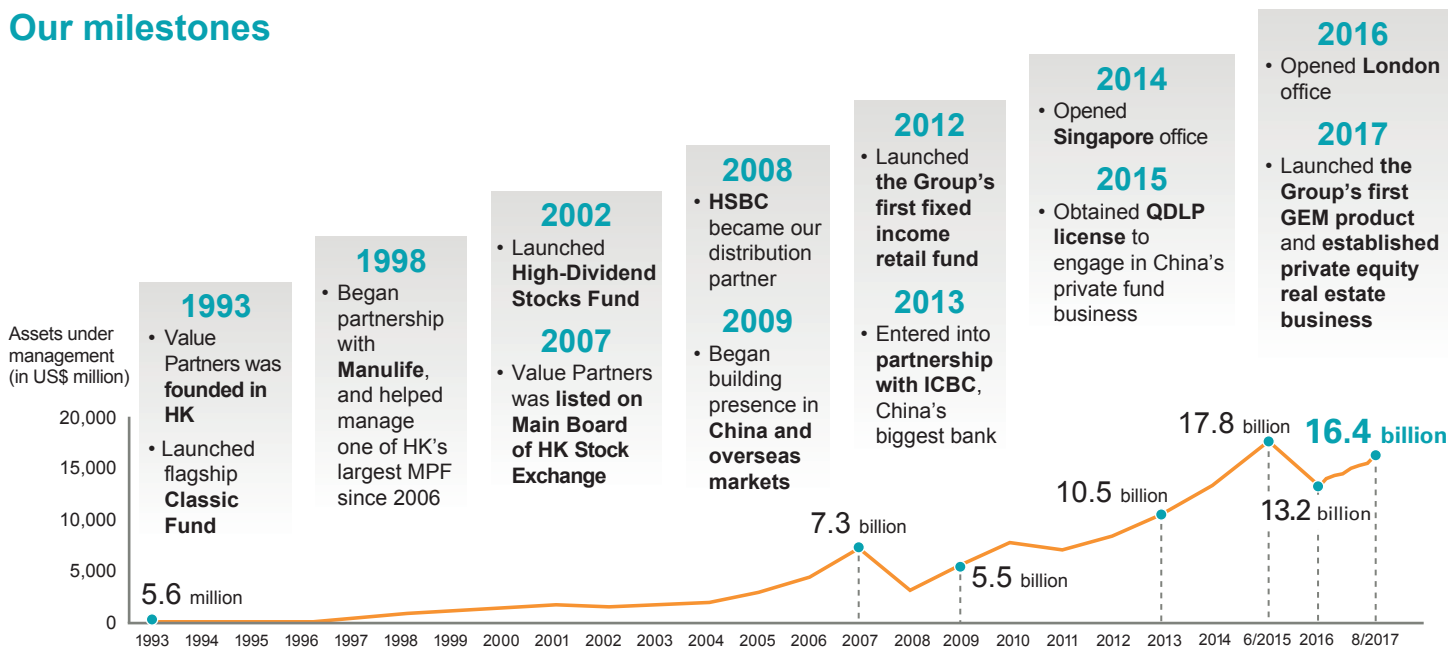 Our milestones
1993
• Value
Partners was
founded in
HK
• Launched
flagship
Classic
Fund
1998
• Began
partnership
with
Manulife,
and helped
manage
one of HK's
largest MPF
since 2006
2002
• Launched
High-Dividend
Stocks Fund
2007
• Value Partners
was listed on
Main Board
of HK Stock
Exchange
2008
• HSBC
became our
distribution
partner
2009
• Began
building
presence in
China and
overseas
markets
2012
• Launched
the Group's
first fixed
income
retail fund
2013
• Entered into
partnership
with ICBC,
China's
biggest bank
2014
• Opened
Singapore office
2015
• Obtained QDLP
license to
engage in China's
private fund
business
2016
• Opened London
office
2017
• Launched the
Group's first
GEM product
and established
private equity
real estate
business
Assets under
management
(in US$ million)
20,000
15,000
10,000
5,000
0
5.6 million
7.3 billion
5.5 billion
10.5 billion
17.8 billion
13.2 billion
16.4 billion
1993 1994 1995 1996 1997 1998 1999 2000 2001 2002 2003 2004 2005 2006 2007 2008 2009 2010 2011 2012 2013 2014 6/2015 2016 8/2017